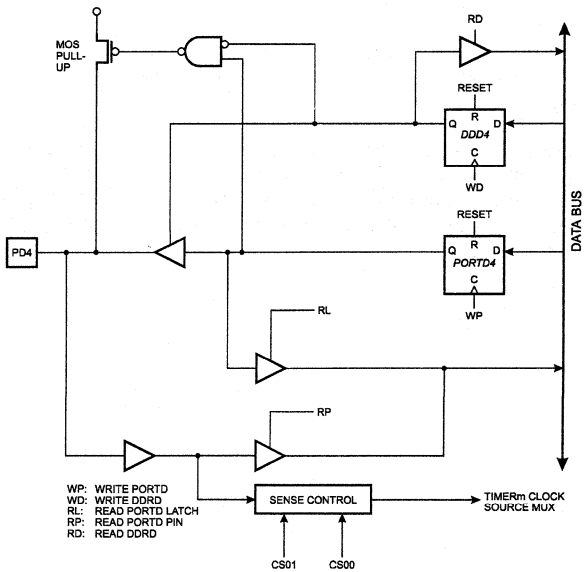 MOS
PULL-
UP
RD
RESET
R
Q
DDD4
D
C
WD
RESET
R
Q
PORTD4
D
C
WP
PD4
DATA BUS
RL
RP
WP: WRITE PORTD
WD: WRITE DDRD
RL: READ PORTD LATCH
RP: READ PORTD PIN
RD: READ DDRD
SENSE CONTROL
TIMERm CLOCK
SOURCE MUX
CS01
CS00